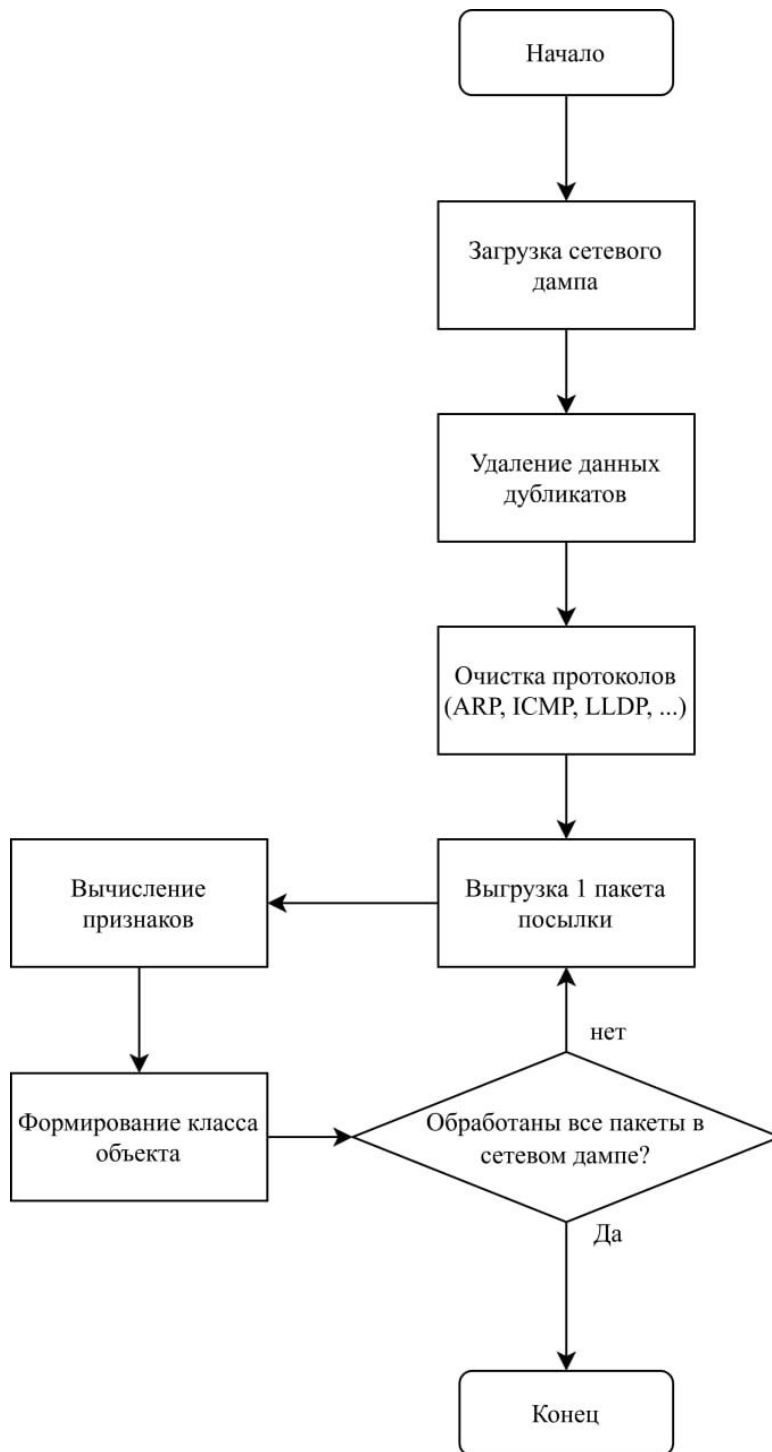 Начало
Загрузка сетевого
дампа
Удаление данных
дубликатов
Очистка протоколов
(ARP, ICMP, LLDP, ...)
Выгрузка 1 пакета
посылки
Вычисление
признаков
Формирование класса
объекта
нет
Обработаны все пакеты в
сетевом дампе?
Да
Конец